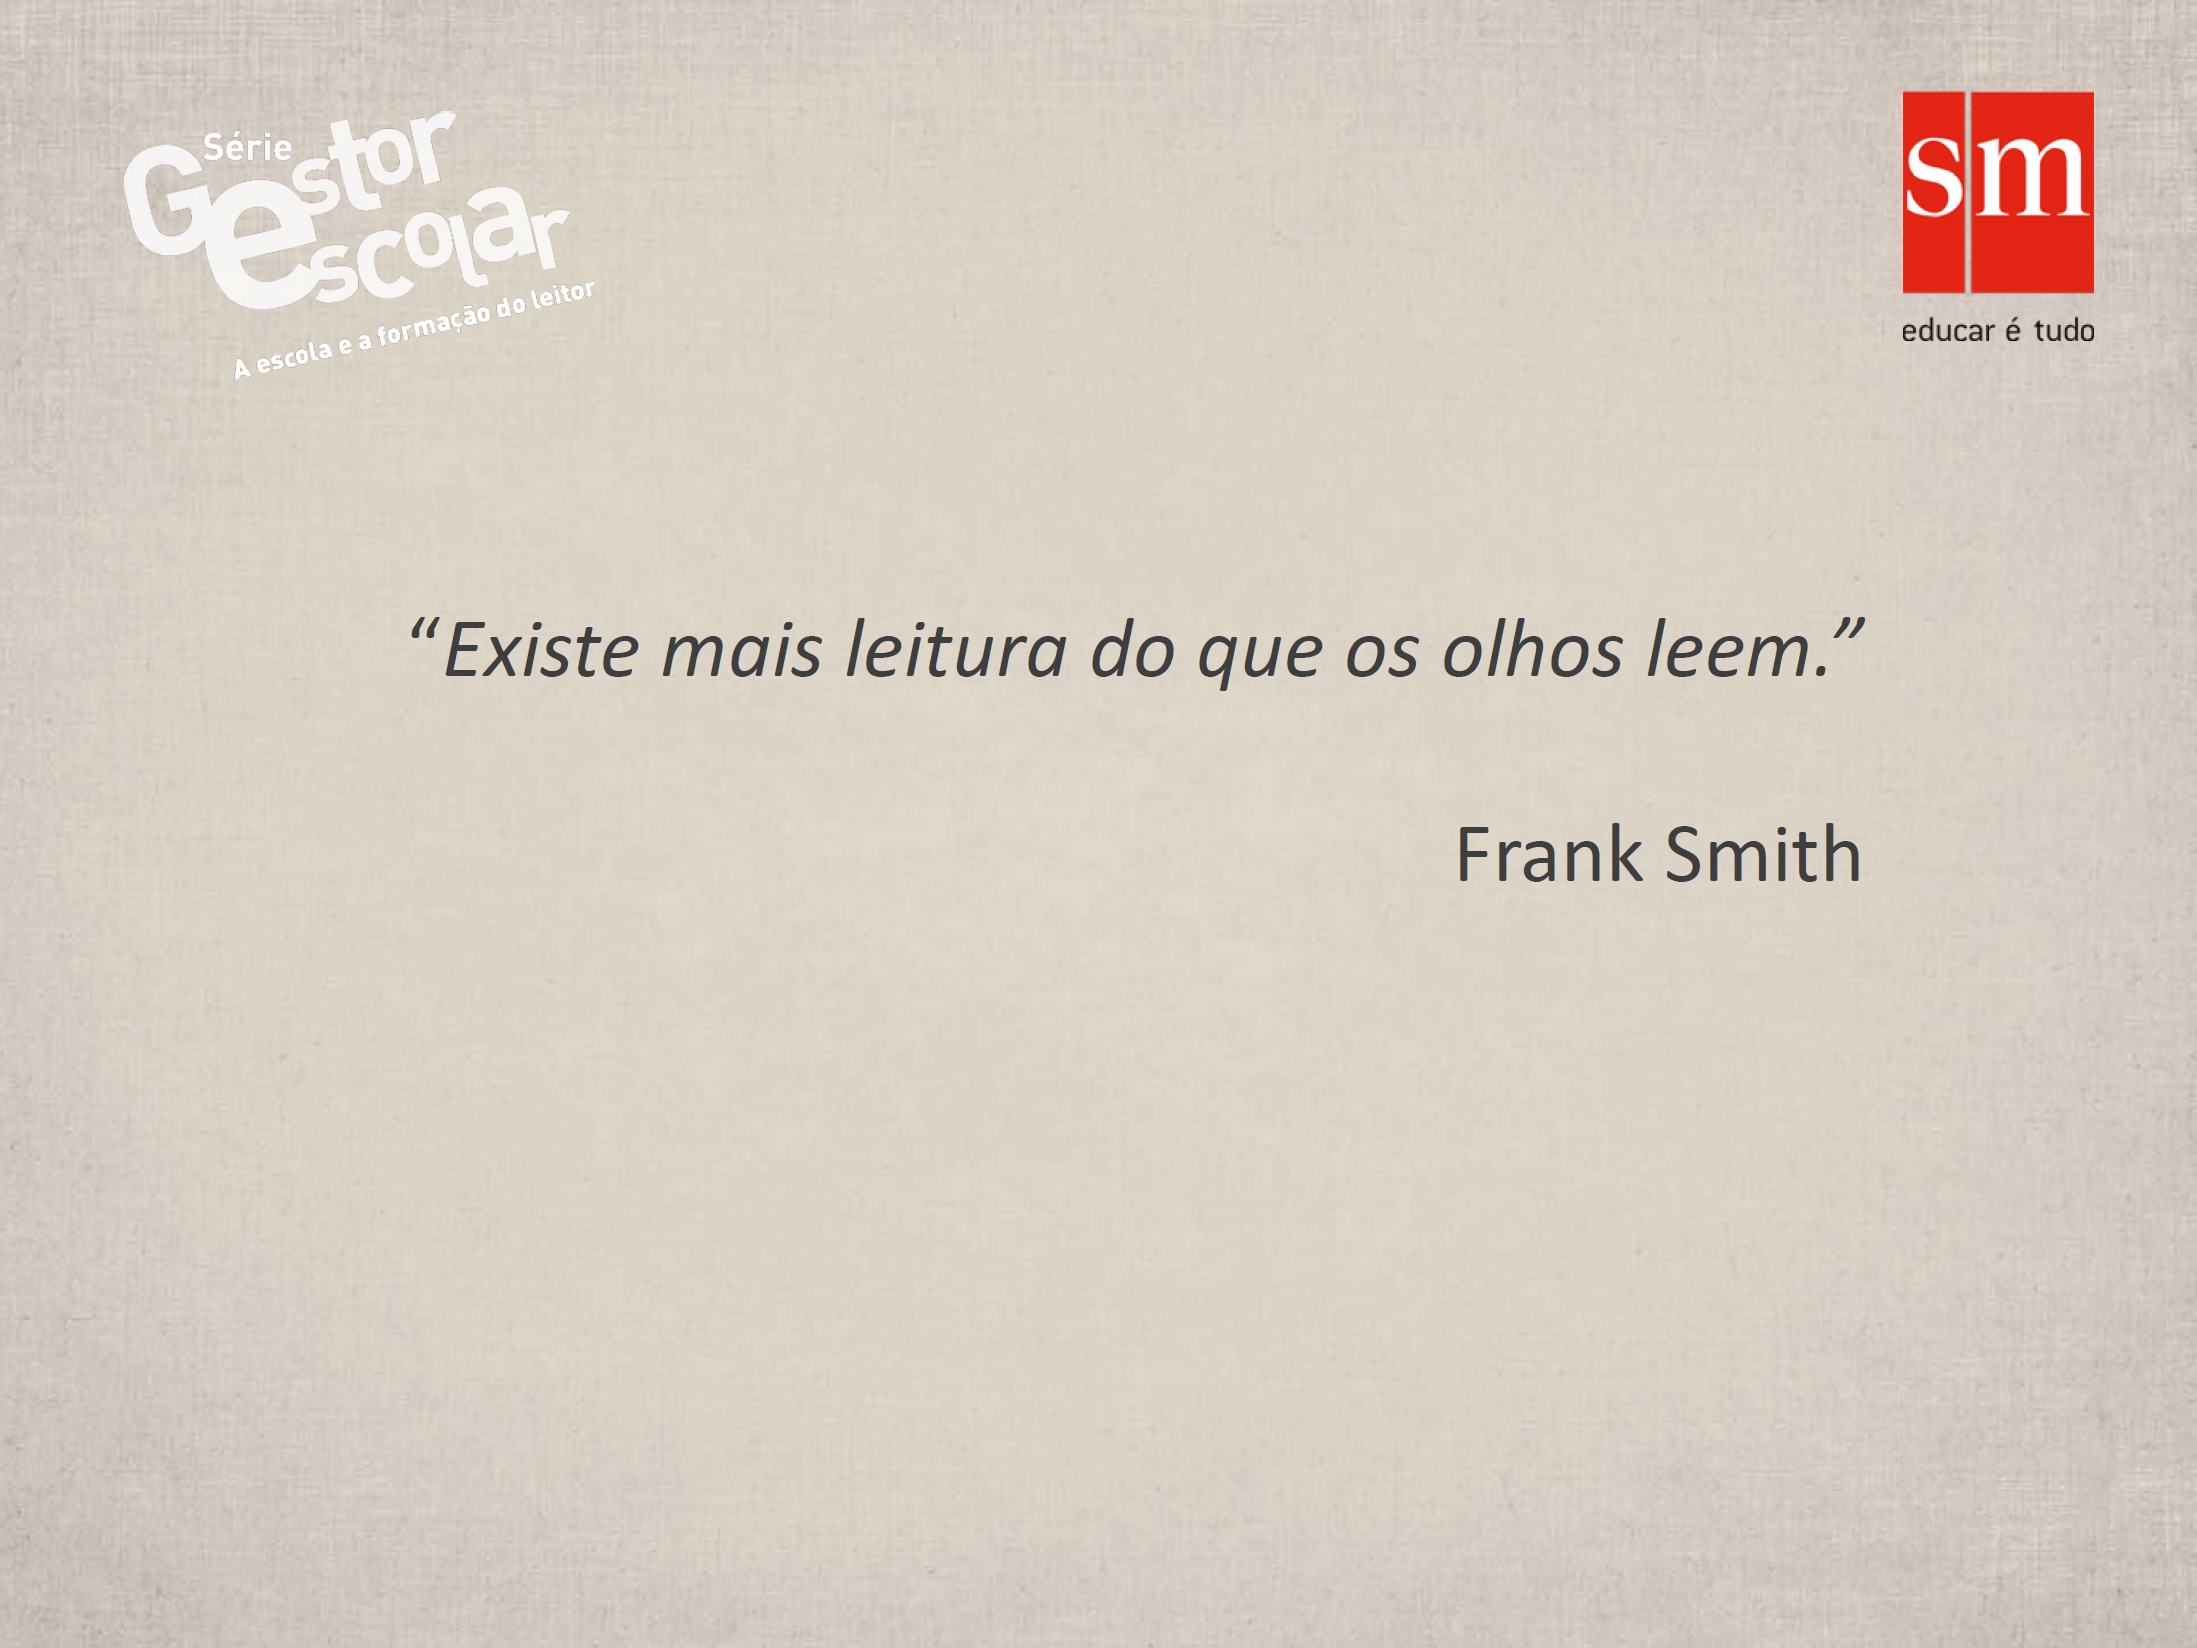 Série
Gestor
escolar
A escola e a formação do leitor
sm
educar é tudo
“Existe mais leitura do que os olhos leem.”
Frank Smith